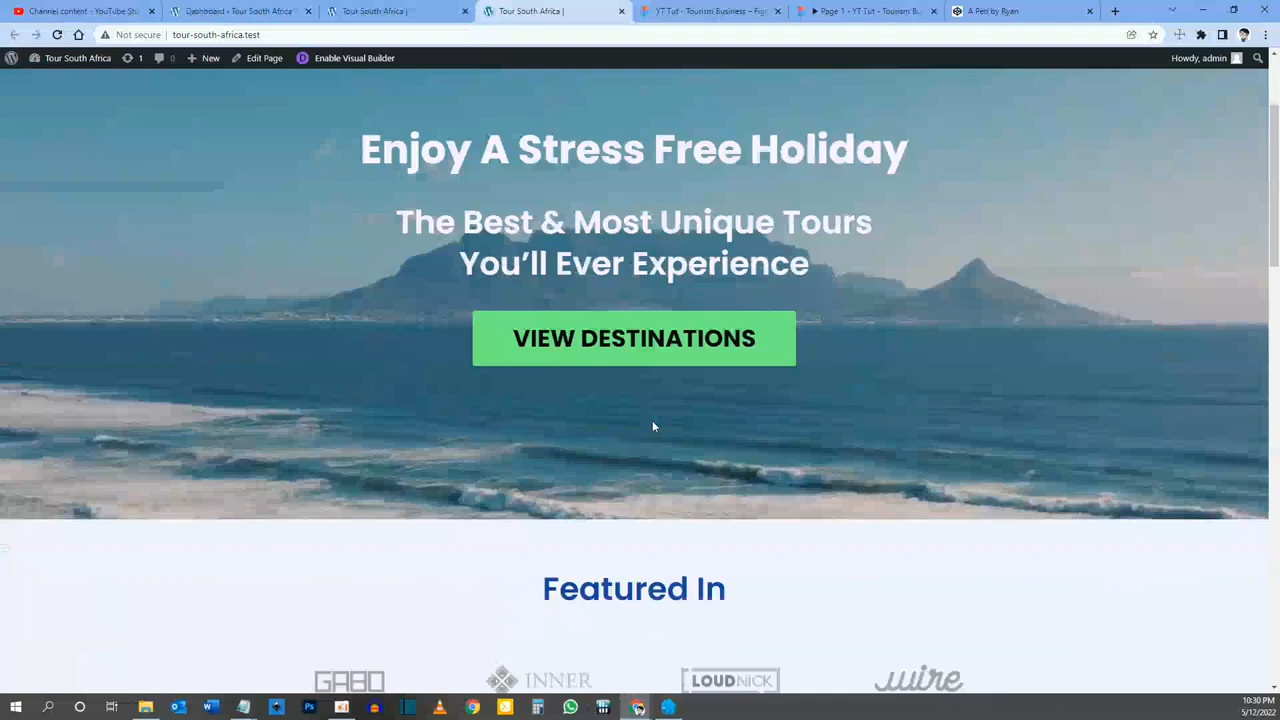 Channel content - YouTube Stu
Dashboard ‹ Tour South Africa
Tour South Africa |
Tour South Africa |
YT Tut - Tourism Business – Fig
Page 1 - YT Tut - Tourism Bu
A Pen by Ryan
Not secure
tour-south-africa.test
Tour South Africa
1
0
New
Edit Page
D
Enable Visual Builder
Howdy, admin
Enjoy A Stress Free Holiday
The Best & Most Unique Tours
You’ll Ever Experience
VIEW DESTINATIONS
Featured In
GABO
INNER
LOUDNICK
wire
10:30 PM
5/12/2022